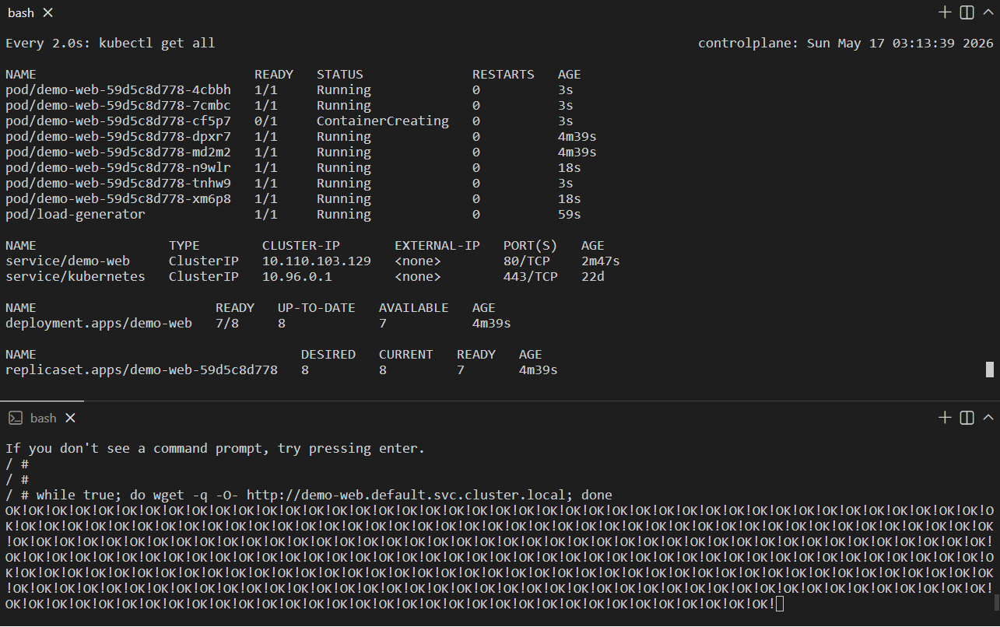 bash
Every 2.0s: kubectl get all controlplane: Sun May 17 03:13:39 2026
NAME READY STATUS RESTARTS AGE
pod/demo-web-59d5c8d778-4cbbh 1/1 Running 0 3s
pod/demo-web-59d5c8d778-7cmbc 1/1 Running 0 3s
pod/demo-web-59d5c8d778-cf5p7 0/1 ContainerCreating 0 3s
pod/demo-web-59d5c8d778-dpxr7 1/1 Running 0 4m39s
pod/demo-web-59d5c8d778-md2m2 1/1 Running 0 4m39s
pod/demo-web-59d5c8d778-n9wlr 1/1 Running 0 18s
pod/demo-web-59d5c8d778-tnhw9 1/1 Running 0 3s
pod/demo-web-59d5c8d778-xm6p8 1/1 Running 0 18s
pod/load-generator 1/1 Running 0 59s
NAME TYPE CLUSTER-IP EXTERNAL-IP PORT(S) AGE
service/demo-web ClusterIP 10.110.103.129 <none> 80/TCP 2m47s
service/kubernetes ClusterIP 10.96.0.1 <none> 443/TCP 22d
NAME READY UP-TO-DATE AVAILABLE AGE
deployment.apps/demo-web 7/8 8 7 4m39s
NAME DESIRED CURRENT READY AGE
replicaset.apps/demo-web-59d5c8d778 8 8 7 4m39s
bash
If you don't see a command prompt, try pressing enter.
/ #
/ #
/ # while true; do wget -q -O- http://demo-web.default.svc.cluster.local; done
OK!OK!OK!OK!OK!OK!OK!OK!OK!OK!OK!OK!OK!OK!OK!OK!OK!OK!OK!OK!OK!OK!OK!OK!OK!OK!OK!OK!OK!OK!OK!OK!OK!OK!OK!OK!OK!OK!OK!OK!OK!OK!O
K!OK!OK!OK!OK!OK!OK!OK!OK!OK!OK!OK!OK!OK!OK!OK!OK!OK!OK!OK!OK!OK!OK!OK!OK!OK!OK!OK!OK!OK!OK!OK!OK!OK!OK!OK!OK!OK!OK!OK!OK!OK!OK
!OK!OK!OK!OK!OK!OK!OK!OK!OK!OK!OK!OK!OK!OK!OK!OK!OK!OK!OK!OK!OK!OK!OK!OK!OK!OK!OK!OK!OK!OK!OK!OK!OK!OK!OK!OK!OK!OK!OK!OK!OK!OK!
OK!OK!OK!OK!OK!OK!OK!OK!OK!OK!OK!OK!OK!OK!OK!OK!OK!OK!OK!OK!OK!OK!OK!OK!OK!OK!OK!OK!OK!OK!OK!OK!OK!OK!OK!OK!OK!OK!OK!OK!OK!OK!O
K!OK!OK!OK!OK!OK!OK!OK!OK!OK!OK!OK!OK!OK!OK!OK!OK!OK!OK!OK!OK!OK!OK!OK!OK!OK!OK!OK!OK!OK!OK!OK!OK!OK!OK!OK!OK!OK!OK!OK!OK!OK!OK
!OK!OK!OK!OK!OK!OK!OK!OK!OK!OK!OK!OK!OK!OK!OK!OK!OK!OK!OK!OK!OK!OK!OK!OK!OK!OK!OK!OK!OK!OK!OK!OK!OK!OK!OK!OK!OK!OK!OK!OK!OK!OK!
OK!OK!OK!OK!OK!OK!OK!OK!OK!OK!OK!OK!OK!OK!OK!OK!OK!OK!OK!OK!OK!OK!OK!OK!OK!OK!OK!OK!OK!OK!OK!OK!OK!